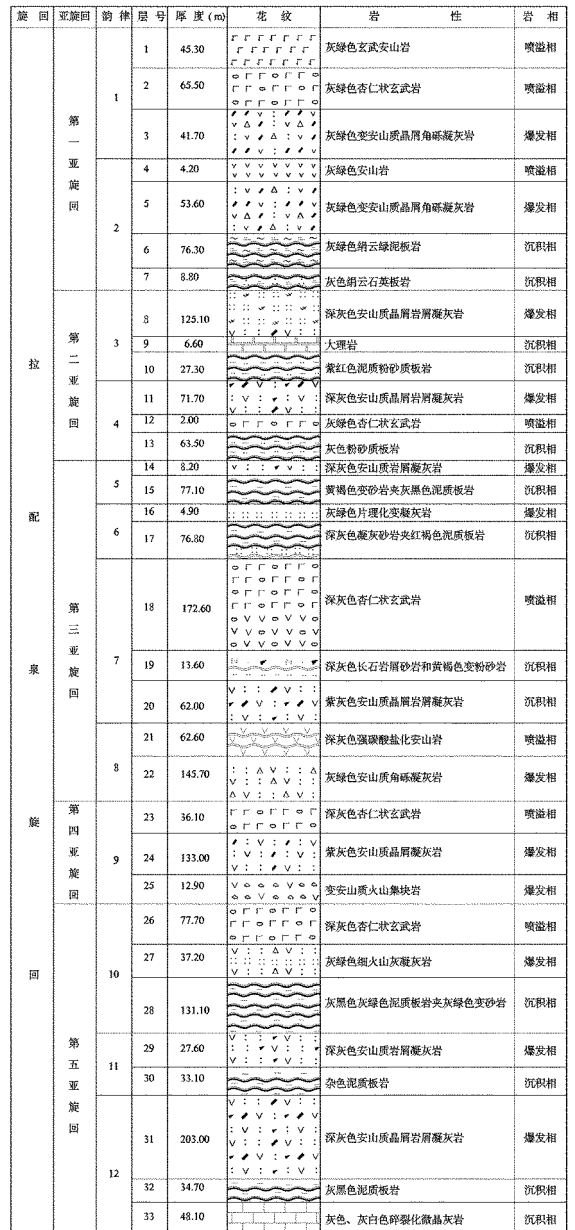 旋 回 亚旋回 韵 律 层 号 厚 度 (m) 花 纹 岩 性 岩 相
拉 配 泉 旋 回
第一亚旋回
1
1 45.30 灰绿色玄武安山岩 喷溢相
2 65.50 灰绿色杏仁状玄武岩 喷溢相
3 41.70 灰绿色变安山质晶屑角砾凝灰岩 爆发相
2
4 4.20 灰绿色安山岩 喷溢相
5 53.60 灰绿色变安山质晶屑角砾凝灰岩 爆发相
6 76.30 灰绿色绢云绿泥板岩 沉积相
7 8.80 灰色绢云石英板岩 沉积相
第二亚旋回
3
8 125.10 深灰色安山质晶屑岩屑凝灰岩 爆发相
9 6.60 大理岩 沉积相
10 27.30 紫红色泥质粉砂质板岩 沉积相
4
11 71.70 深灰色安山质晶屑岩屑凝灰岩 爆发相
12 2.00 灰绿色杏仁状玄武岩 喷溢相
13 63.50 灰色粉砂质板岩 沉积相
第三亚旋回
5
14 8.20 深灰色安山质岩屑凝灰岩 爆发相
15 77.10 黄褐色变砂岩夹灰黑色泥质板岩 沉积相
6
16 4.90 灰绿色片理化变凝灰岩 爆发相
17 76.80 深灰色凝灰砂岩夹红褐色泥质板岩 沉积相
7
18 172.60 深灰色杏仁状玄武岩 喷溢相
19 13.60 深灰色长石岩屑砂岩和黄褐色变粉砂岩 沉积相
20 62.00 紫灰色安山质晶屑岩屑凝灰岩 沉积相
8
21 62.60 深灰色强碳酸盐化安山岩 喷溢相
22 145.70 灰绿色安山质角砾凝灰岩 爆发相
第四亚旋回
9
23 36.10 深灰色杏仁状玄武岩 喷溢相
24 133.00 紫灰色安山质晶屑凝灰岩 爆发相
25 12.90 变安山质火山集块岩 爆发相
第五亚旋回
10
26 77.70 深灰色杏仁状玄武岩 喷溢相
27 37.20 灰绿色细火山灰凝灰岩 爆发相
28 131.10 灰黑色灰绿色泥质板岩夹灰绿色变砂岩 沉积相
11
29 27.60 深灰色安山质岩屑凝灰岩 爆发相
30 33.10 杂色泥质板岩 沉积相
12
31 203.00 深灰色安山质晶屑岩屑凝灰岩 爆发相
32 34.70 灰黑色泥质板岩 沉积相
33 48.10 灰色、灰白色碎裂化微晶灰岩 沉积相